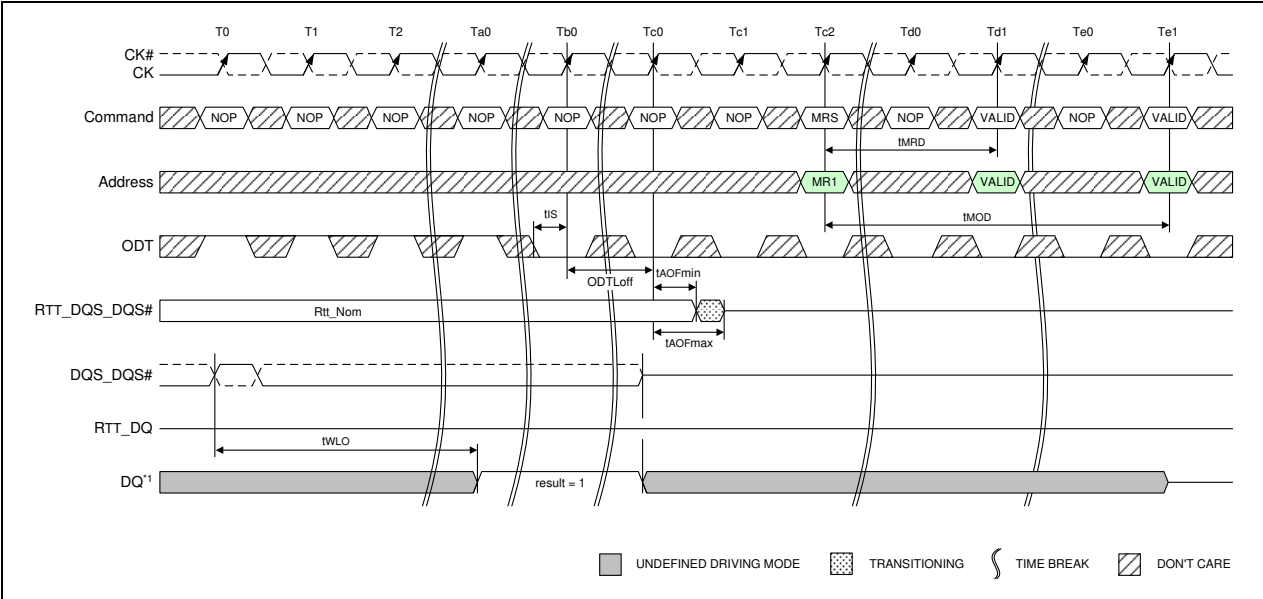 T0 T1 T2 Ta0 Tb0 Tc0 Tc1 Tc2 Td0 Td1 Te0 Te1
CK#
CK
Command NOP NOP NOP NOP NOP NOP NOP MRS NOP VALID NOP VALID
tMRD
Address MR1 VALID VALID
tIS tMOD
ODT
ODTLoff tAOFmin
RTT_DQS_DQS# Rtt_Nom
tAOFmax
DQS_DQS#
RTT_DQ
tWLO
DQ*1 result = 1
UNDEFINED DRIVING MODE TRANSITIONING TIME BREAK DON'T CARE